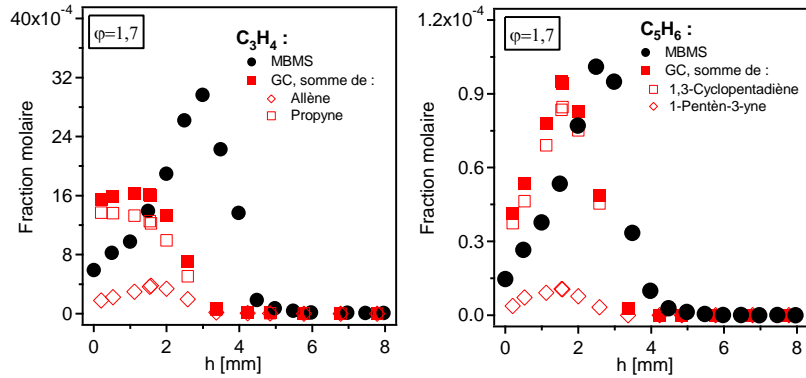 40x10⁻⁴
φ=1,7
C₃H₄ :
MBMS
GC, somme de :
Allène
Propyne
32
24
16
8
0
Fraction molaire
0 2 4 6 8
h [mm]
1.2x10⁻⁴
φ=1,7
C₅H₆ :
MBMS
GC, somme de :
1,3-Cyclopentadiène
1-Pentèn-3-yne
0.9
0.6
0.3
0.0
Fraction molaire
0 2 4 6 8
h [mm]